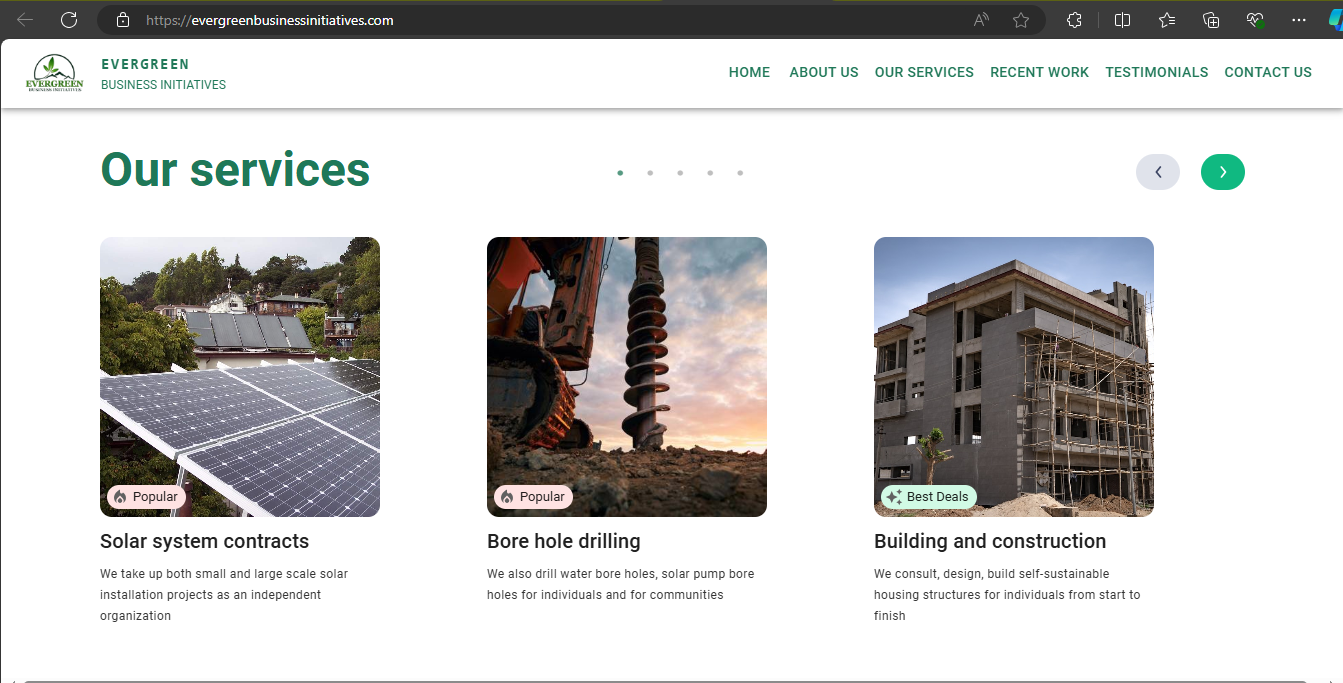 https://evergreenbusinessinitiatives.com
EVERGREEN
BUSINESS INITIATIVES
EVERGREEN
BUSINESS INITIATIVES
HOME ABOUT US OUR SERVICES RECENT WORK TESTIMONIALS CONTACT US
Our services
Popular
Popular
Best Deals
Solar system contracts
We take up both small and large scale solar
installation projects as an independent
organization
Bore hole drilling
We also drill water bore holes, solar pump bore
holes for individuals and for communities
Building and construction
We consult, design, build self-sustainable
housing structures for individuals from start to
finish